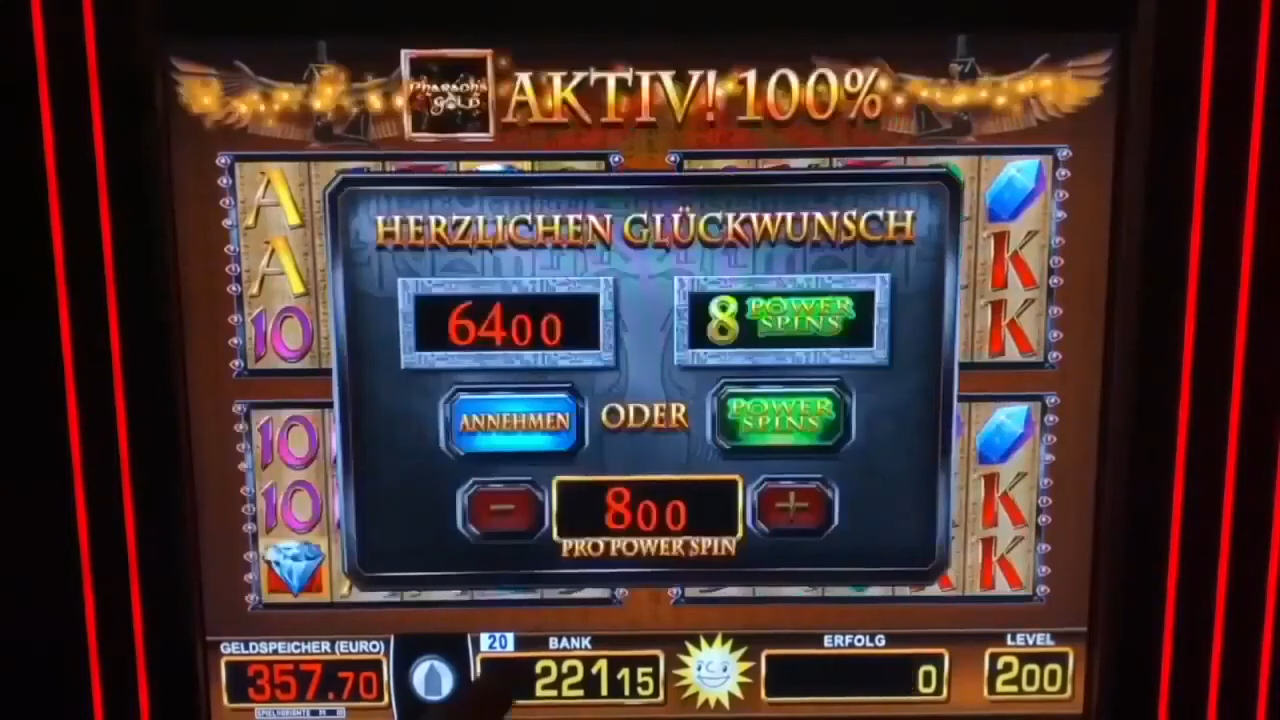 Pharaoh's Gold
AKTIV! 100%
A
A
10
K
K
HERZLICHEN GLÜCKWUNSCH
6400
8 POWER SPINS
ANNEHMEN
ODER
POWER SPINS
-
800
+
PRO POWER SPIN
10
10
K
K
GELDSPEICHER (EURO)
20
BANK
ERFOLG
LEVEL
357.70
22115
0
200